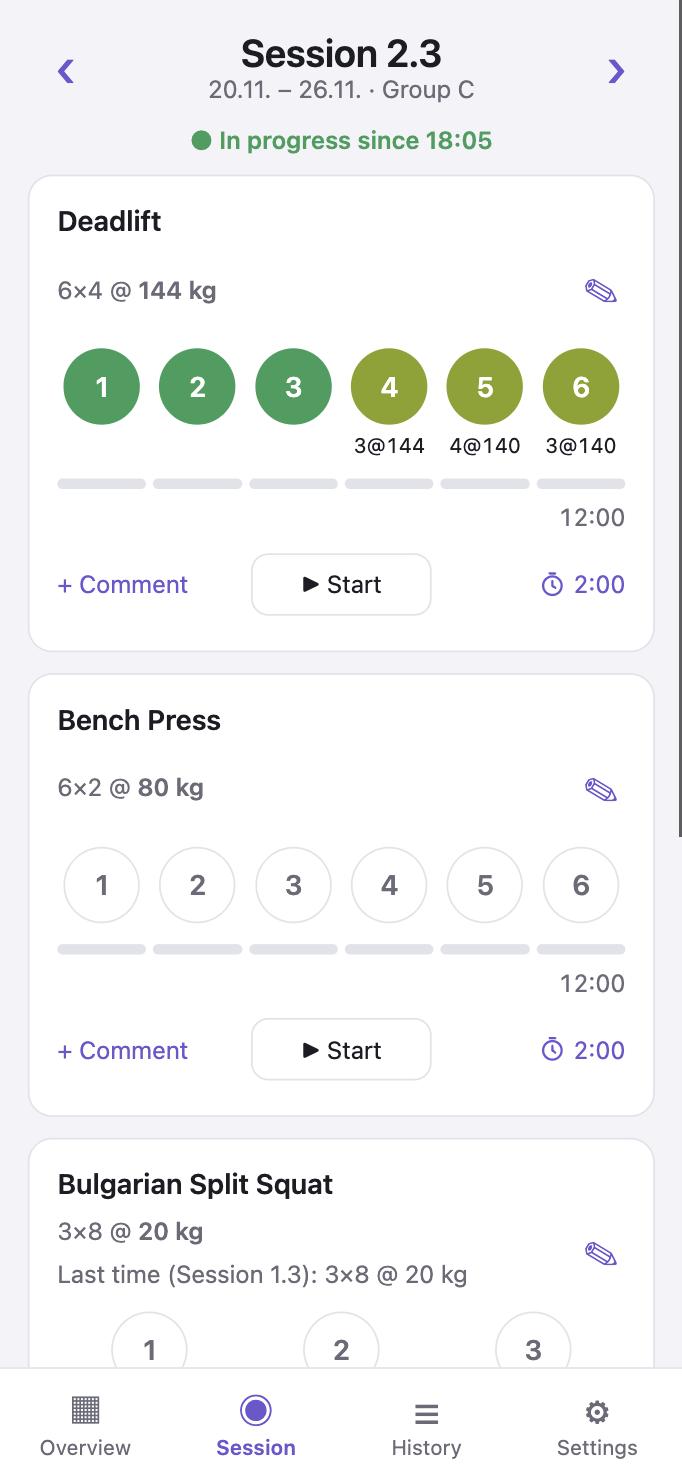 ‹ Session 2.3 ›
20.11. – 26.11. · Group C
In progress since 18:05
Deadlift
6×4 @ 144 kg
1 2 3 4 5 6
3@144 4@140 3@140
12:00
+ Comment ▶ Start 2:00
Bench Press
6×2 @ 80 kg
1 2 3 4 5 6
12:00
+ Comment ▶ Start 2:00
Bulgarian Split Squat
3×8 @ 20 kg
Last time (Session 1.3): 3×8 @ 20 kg
1 2 3
Overview Session History Settings